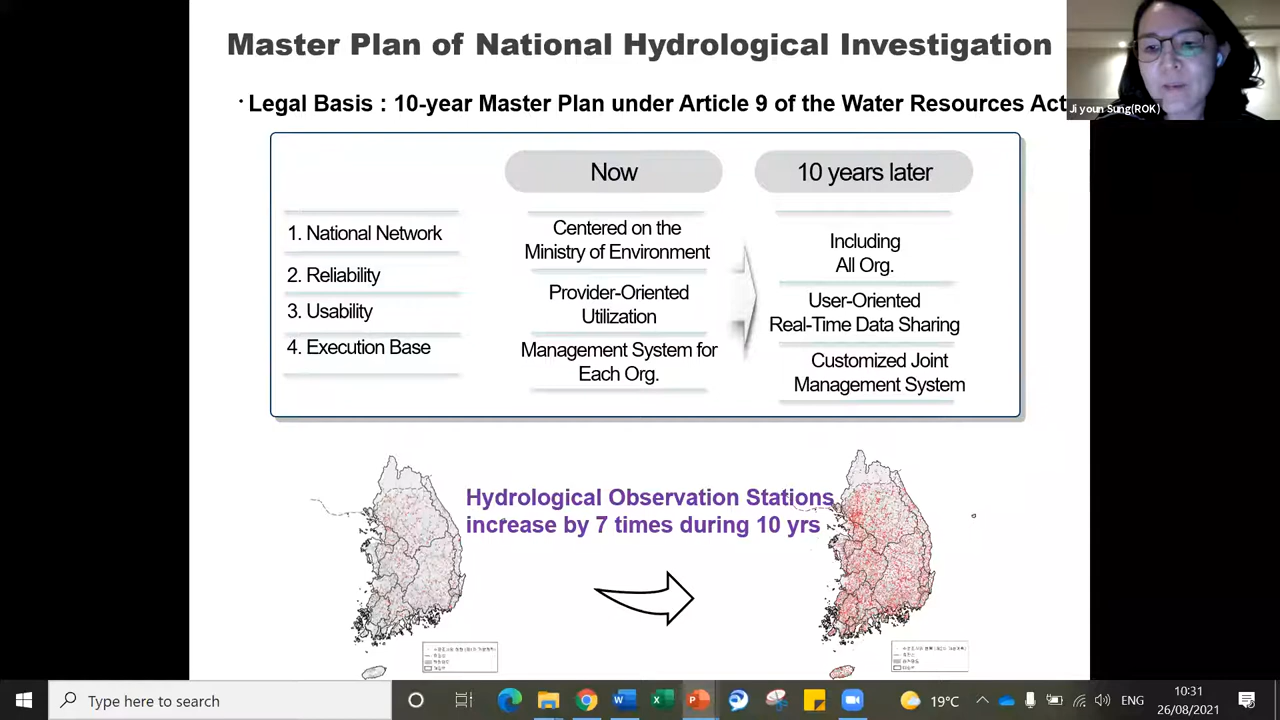 Master Plan of National Hydrological Investigation
· Legal Basis : 10-year Master Plan under Article 9 of the Water Resources Act
Ji youn Sung(ROK)
Now
10 years later
1. National Network
2. Reliability
3. Usability
4. Execution Base
Centered on the
Ministry of Environment
Provider-Oriented
Utilization
Management System for
Each Org.
Including
All Org.
User-Oriented
Real-Time Data Sharing
Customized Joint
Management System
Hydrological Observation Stations
increase by 7 times during 10 yrs
Type here to search
19°C
ENG
10:31
26/08/2021